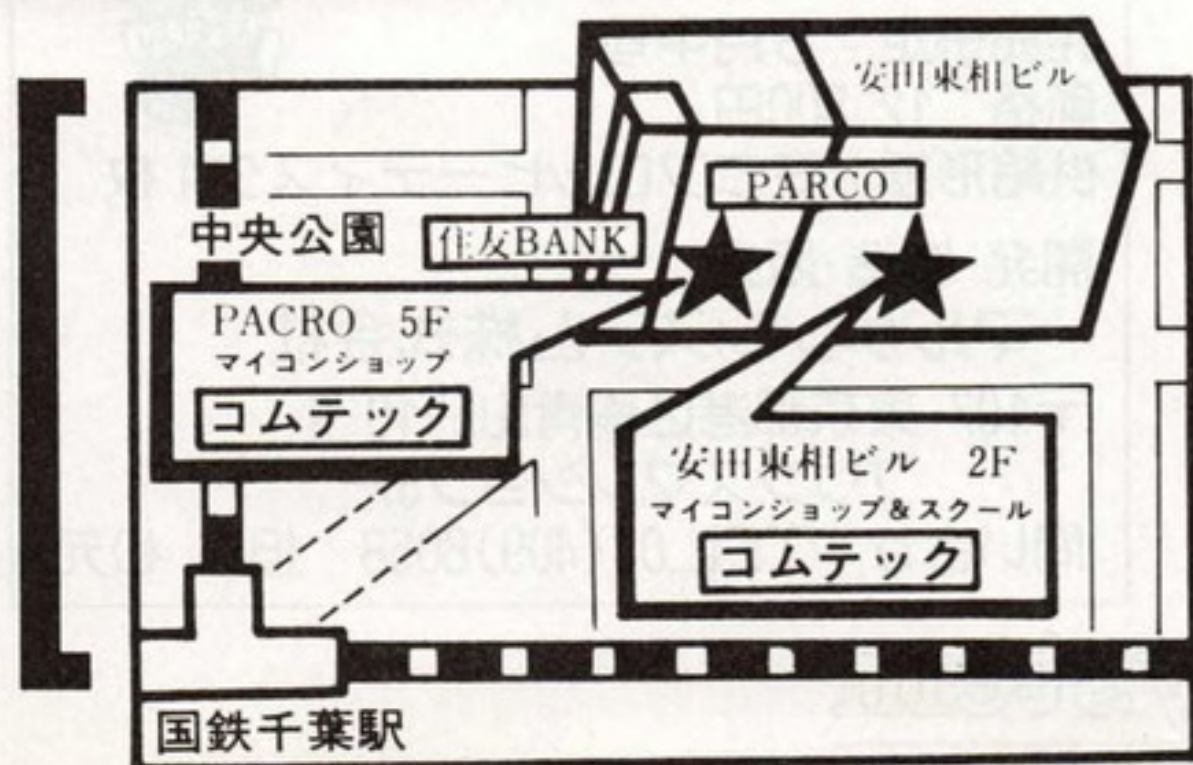 安田東相ビル
PARCO
中央公園
住友BANK
PACRO 5F
マイコンショップ
コムテック
安田東相ビル 2F
マイコンショップ&スクール
コムテック
国鉄千葉駅